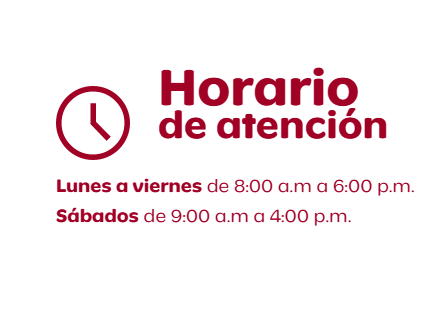 Horario
de atención
Lunes a viernes de 8:00 a.m a 6:00 p.m.
Sábados de 9:00 a.m a 4:00 p.m.